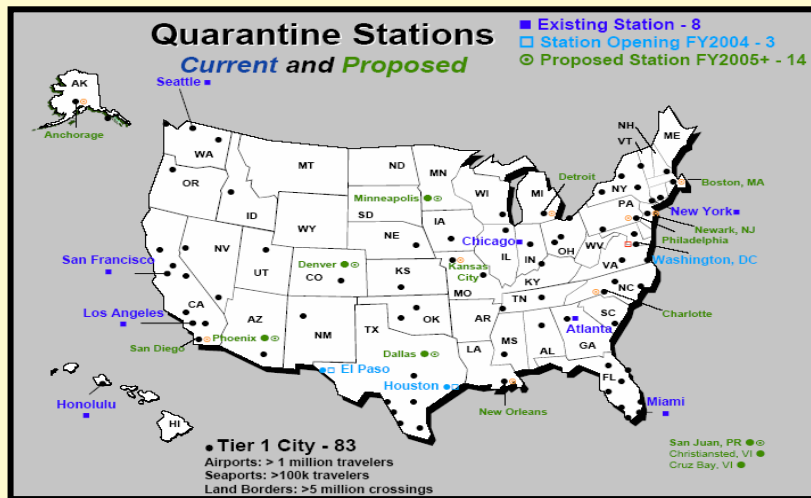 Quarantine Stations
Current and Proposed
Existing Station - 8
Station Opening FY2004 - 3
Proposed Station FY2005+ - 14
AK
Anchorage
Seattle
WA
OR
ID
MT
ND
MN
WI
MI
Detroit
NH
VT
ME
NY
Boston, MA
PA
New York
Newark, NJ
Philadelphia
Washington, DC
Minneapolis
SD
WY
NV
UT
CO
Denver
NE
IA
Chicago
IL
IN
OH
WV
VA
KY
Kansas
City
KS
MO
San Francisco
CA
Los Angeles
San Diego
AZ
Phoenix
NM
TX
OK
AR
TN
NC
Charlotte
SC
Atlanta
GA
AL
MS
LA
Dallas
El Paso
Houston
New Orleans
FL
Miami
Honolulu
HI
Tier 1 City - 83
Airports: > 1 million travelers
Seaports: >100k travelers
Land Borders: >5 million crossings
San Juan, PR
Christiansted, VI
Cruz Bay, VI